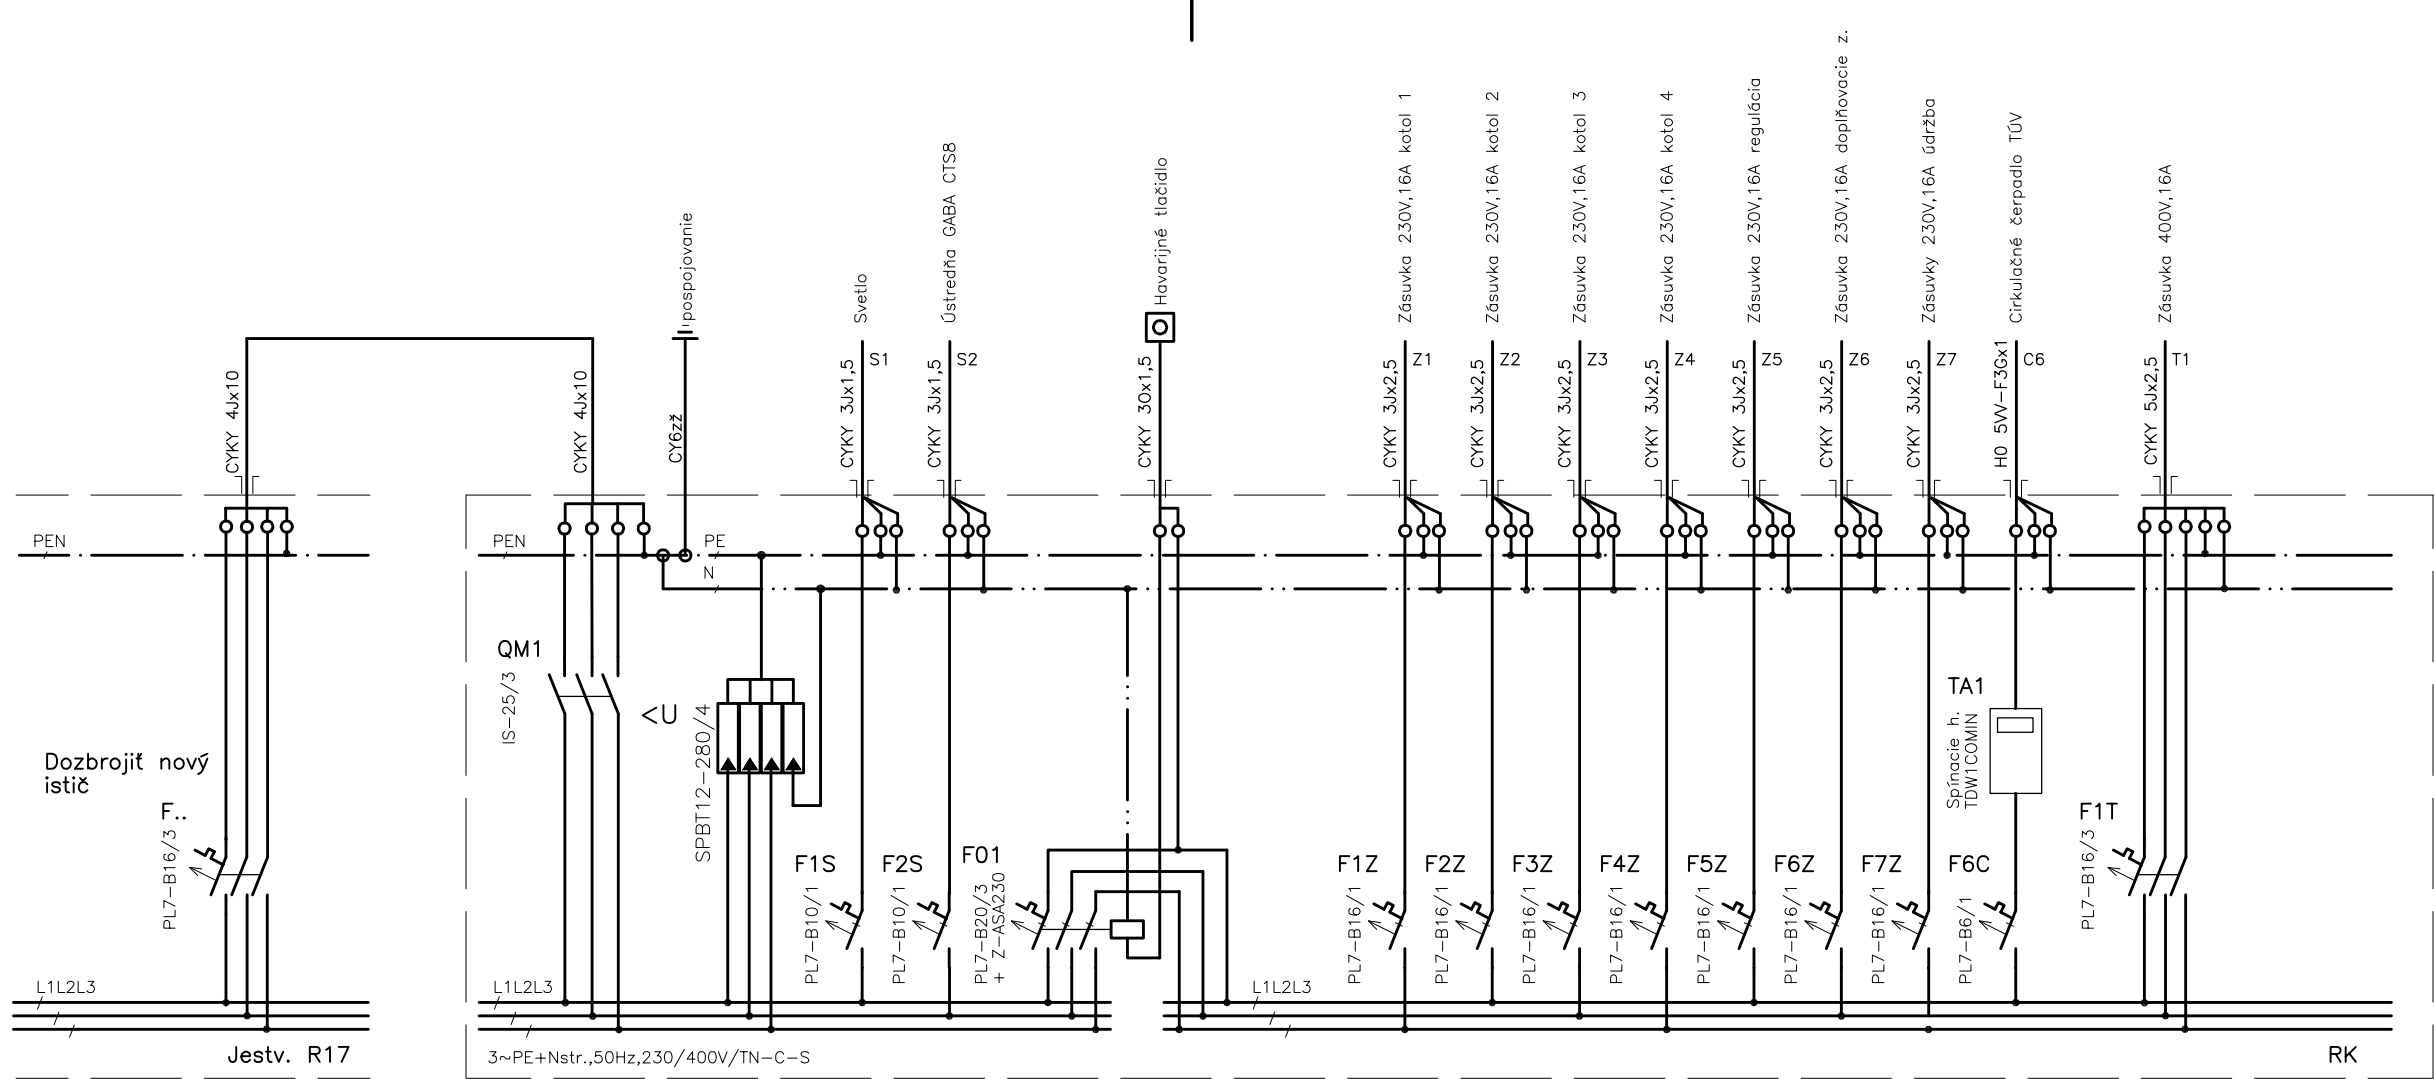 pospojovanie
Svetlo
Ústredňa GABA CTS8
Havarijné tlačidlo
Zásuvka 230V,16A kotol 1
Zásuvka 230V,16A kotol 2
Zásuvka 230V,16A kotol 3
Zásuvka 230V,16A kotol 4
Zásuvka 230V,16A regulácia
Zásuvka 230V,16A doplňovacie z.
Zásuvky 230V,16A údržba
Cirkulačné čerpadlo TÚV
Zásuvka 400V,16A
CYKY 4Jx10
CYKY 4Jx10
CY6zž
CYKY 3Jx1,5
S1
CYKY 3Jx1,5
S2
CYKY 3Ox1,5
CYKY 3Jx2,5
Z1
CYKY 3Jx2,5
Z2
CYKY 3Jx2,5
Z3
CYKY 3Jx2,5
Z4
CYKY 3Jx2,5
Z5
CYKY 3Jx2,5
Z6
CYKY 3Jx2,5
Z7
H0 5VV-F3Gx1
C6
CYKY 5Jx2,5
T1
PEN
PEN
PE
N
QM1
IS-25/3
<U
SPBT12-280/4
TA1
Spínacie h.
TDW1COMIN
Dozbrojiť nový
istič
F..
PL7-B16/3
F1S
PL7-B10/1
F2S
PL7-B10/1
F01
PL7-B20/3
+ Z-ASA230
F1Z
PL7-B16/1
F2Z
PL7-B16/1
F3Z
PL7-B16/1
F4Z
PL7-B16/1
F5Z
PL7-B16/1
F6Z
PL7-B16/1
F7Z
PL7-B16/1
F6C
PL7-B6/1
F1T
PL7-B16/3
L1L2L3
L1L2L3
L1L2L3
Jestv. R17
3~PE+Nstr.,50Hz,230/400V/TN-C-S
RK